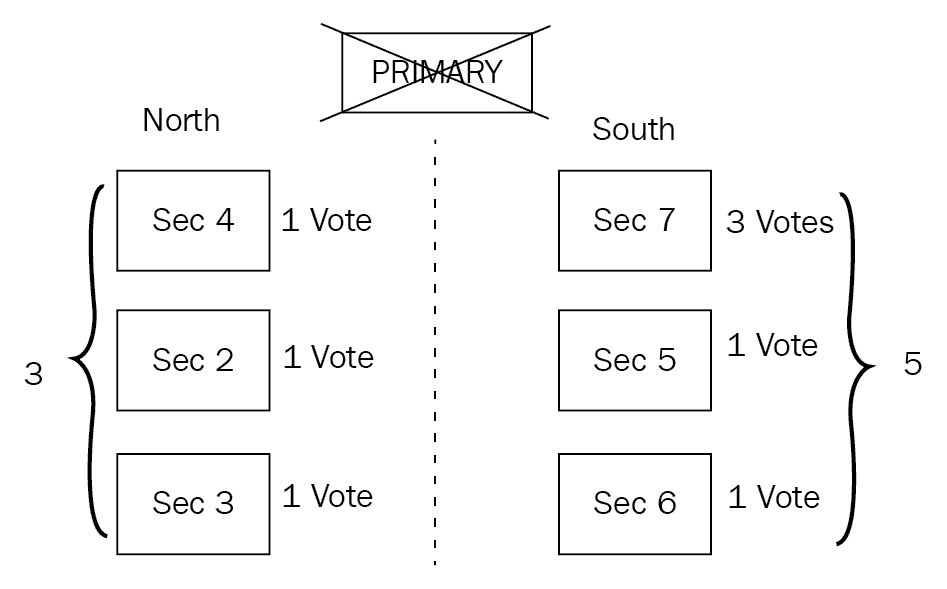 PRIMARY
North
South
Sec 4
1 Vote
Sec 7
3 Votes
Sec 2
1 Vote
Sec 5
1 Vote
3
5
Sec 3
1 Vote
Sec 6
1 Vote